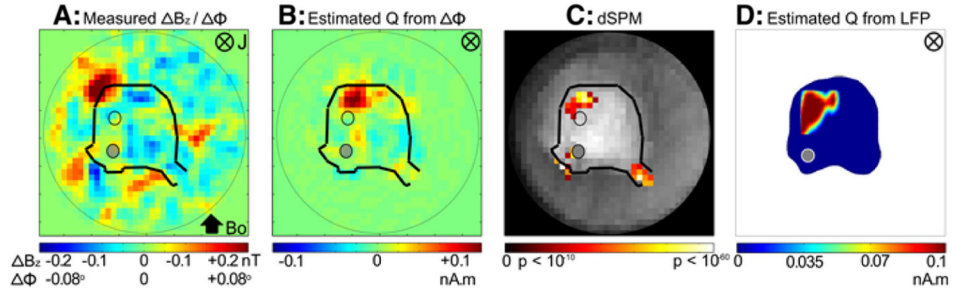 A: Measured ΔBz / ΔΦ
B: Estimated Q from ΔΦ
C: dSPM
D: Estimated Q from LFP
J
Bo
ΔBz -0.2 -0.1 0 -0.1 +0.2 nT
ΔΦ -0.08° 0 +0.08°
-0.1 0 +0.1
nA.m
0 p < 10^-10 p < 10^-60
0 0.035 0.07 0.1
nA.m